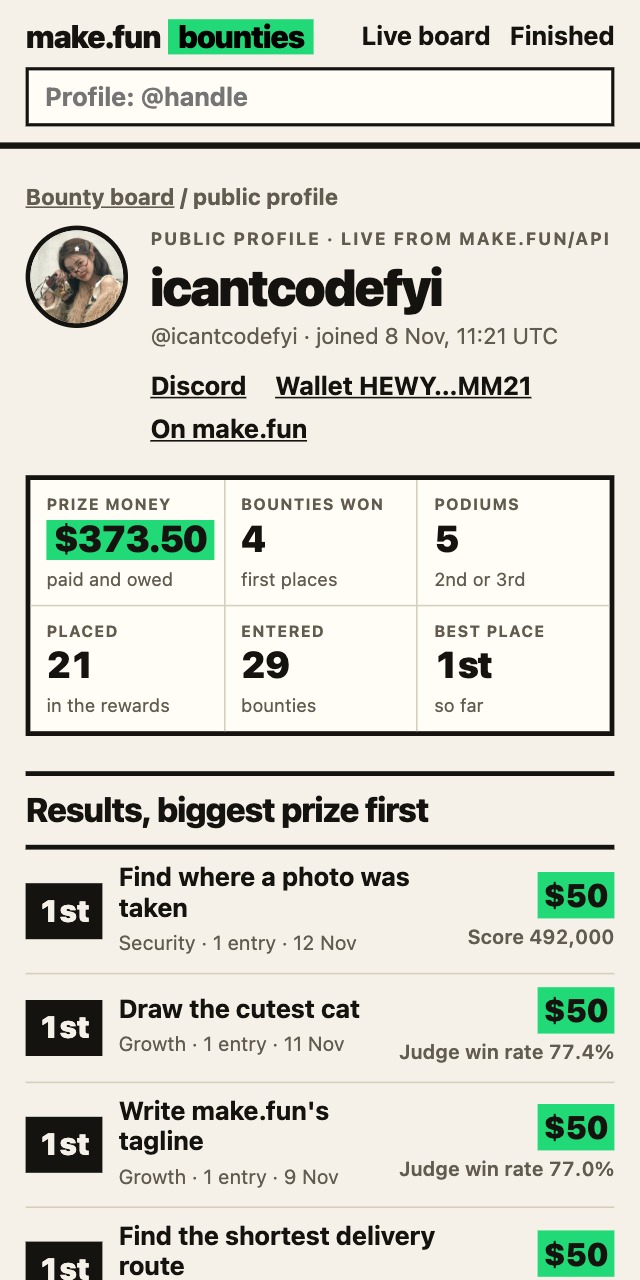 make.fun bounties Live board Finished
Profile: @handle
Bounty board / public profile
PUBLIC PROFILE · LIVE FROM MAKE.FUN/API
icantcodefyi
@icantcodefyi · joined 8 Nov, 11:21 UTC
Discord Wallet HEWY...MM21
On make.fun
PRIZE MONEY BOUNTIES WON PODIUMS
$373.50 4 5
paid and owed first places 2nd or 3rd
PLACED ENTERED BEST PLACE
21 29 1st
in the rewards bounties so far
Results, biggest prize first
1st Find where a photo was
taken $50
Security · 1 entry · 12 Nov Score 492,000
1st Draw the cutest cat $50
Growth · 1 entry · 11 Nov Judge win rate 77.4%
1st Write make.fun's
tagline $50
Growth · 1 entry · 9 Nov Judge win rate 77.0%
1st Find the shortest delivery
route $50